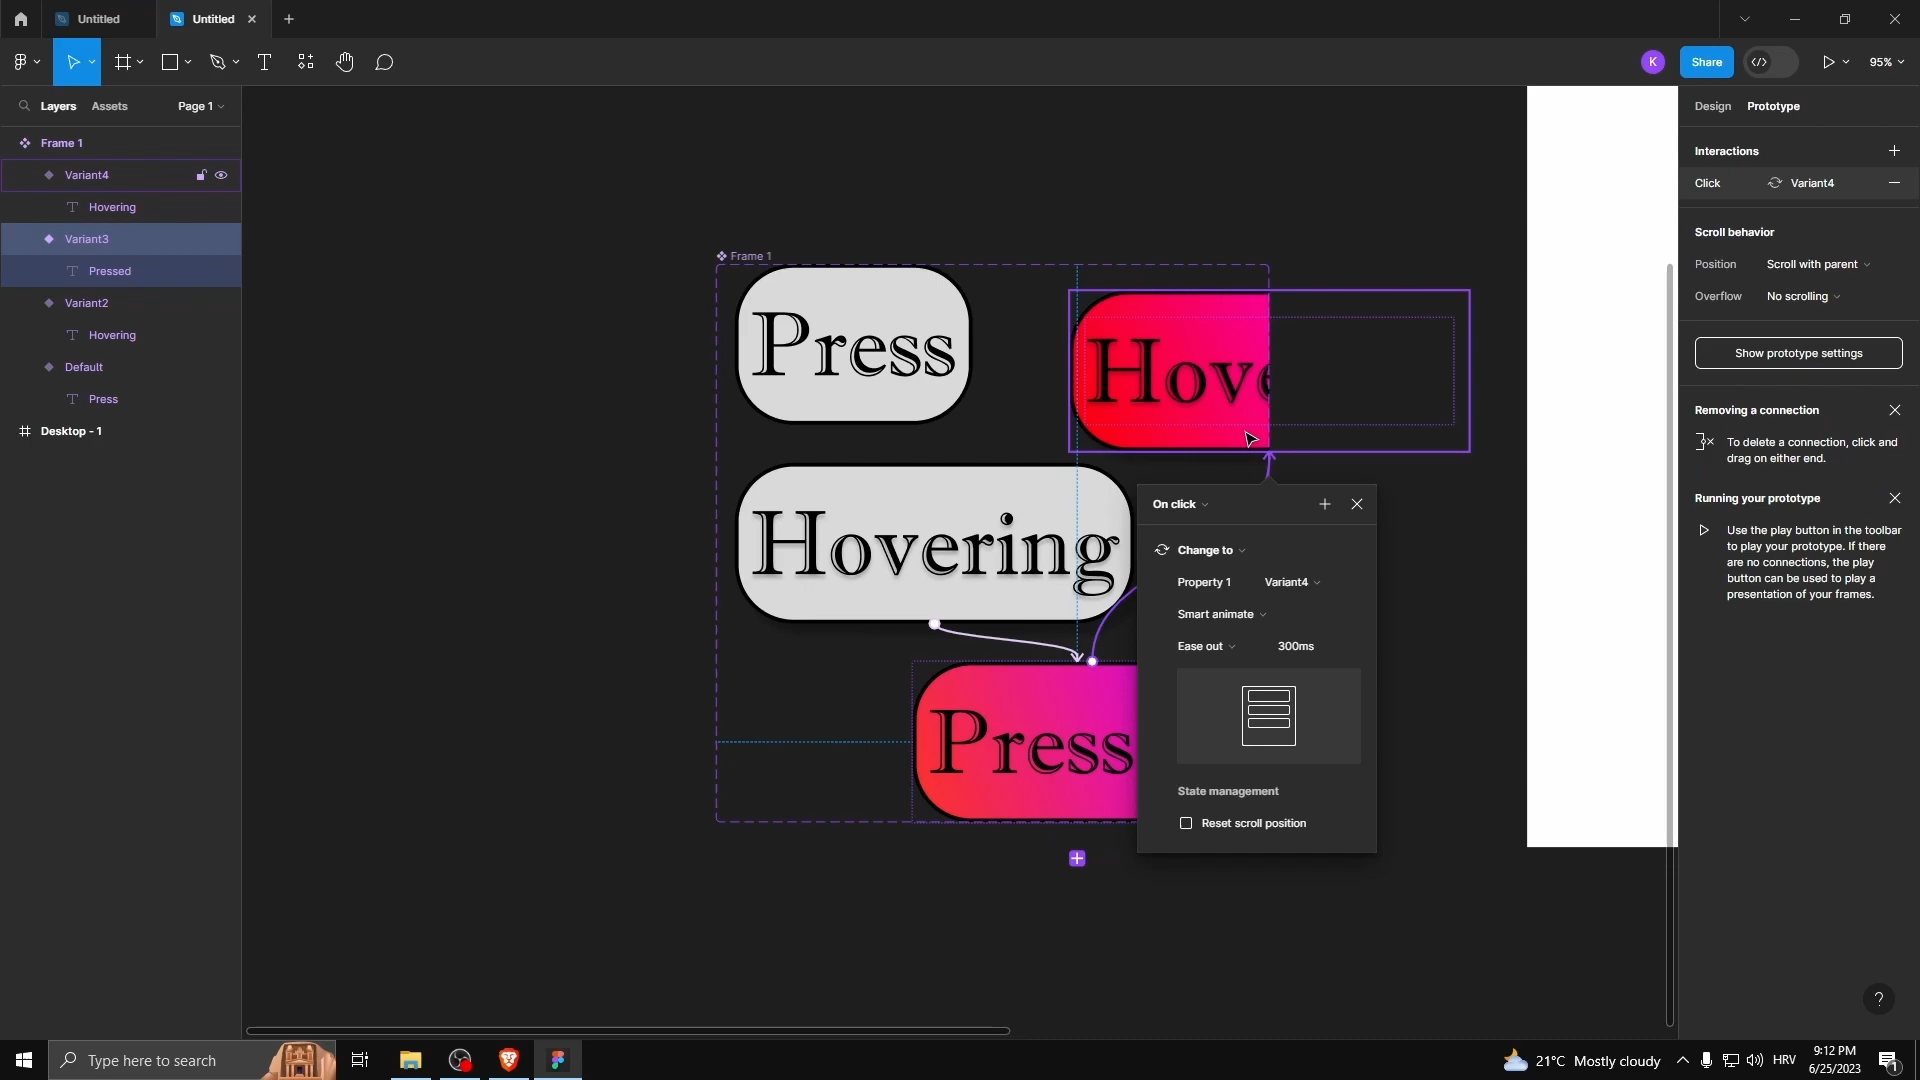 Untitled
Untitled
Share
95%
K
Layers
Assets
Page 1
Frame 1
Variant4
Hovering
Variant3
Pressed
Variant2
Hovering
Default
Press
Desktop - 1
Frame 1
Press
Hove
Hovering
Press
On click
Change to
Property 1
Variant4
Smart animate
Ease out
300ms
State management
Reset scroll position
Design
Prototype
Interactions
Click
Variant4
Scroll behavior
Position
Scroll with parent
Overflow
No scrolling
Show prototype settings
Removing a connection
To delete a connection, click and
drag on either end.
Running your prototype
Use the play button in the toolbar
to play your prototype. If there
are no connections, the play
button can be used to play a
presentation of your frames.
?
Type here to search
21°C Mostly cloudy
HRV
9:12 PM
6/25/2023
1